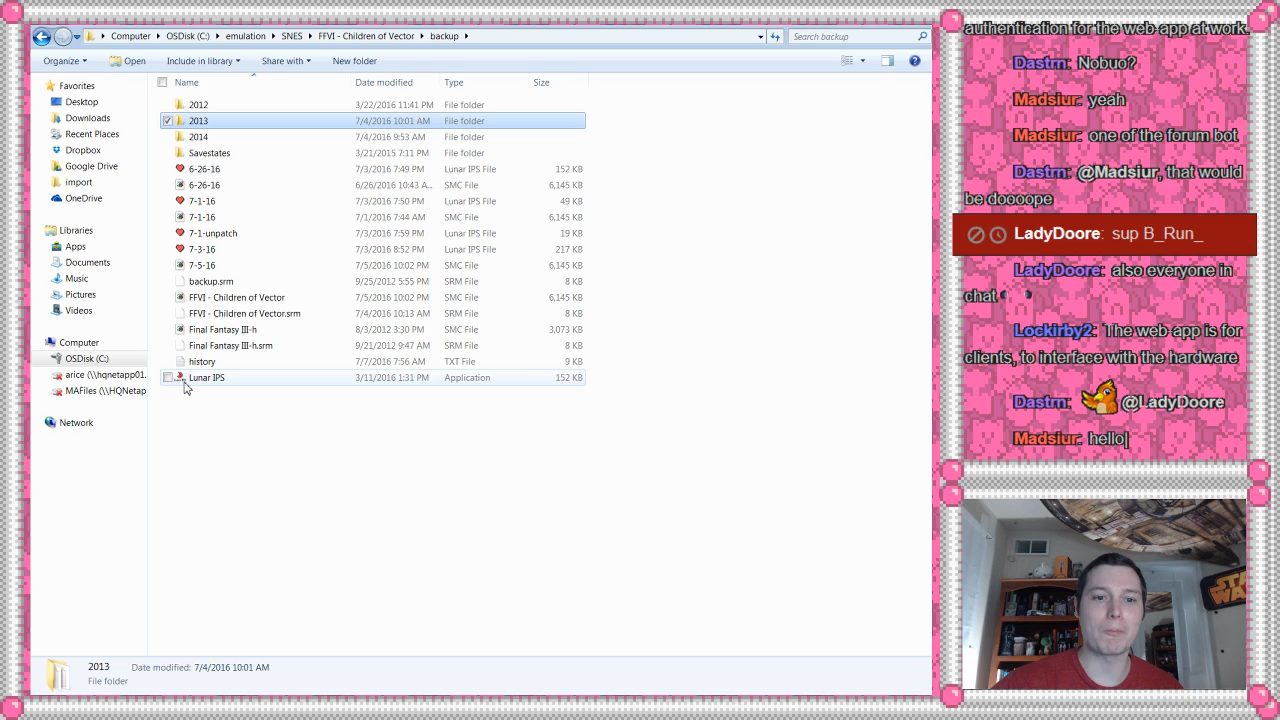 Computer ▸ OSDisk (C:) ▸ emulation ▸ SNES ▸ FFVI - Children of Vector ▸ backup ▸
Search backup
Organize Open Include in library Share with New folder
Name Date modified Type Size
Favorites
Desktop
Downloads
Recent Places
Dropbox
Google Drive
import
OneDrive
Libraries
Apps
Documents
Music
Pictures
Videos
Computer
OSDisk (C:)
arice (\\hqnetapp01.
MAFiles (\\HQNetap
Network
2012 3/22/2016 11:41 PM File folder
2013 7/4/2016 10:01 AM File folder
2014 7/4/2016 9:53 AM File folder
Savestates 3/21/2015 7:11 PM File folder
6-26-16 7/3/2016 7:49 PM Lunar IPS File 152 KB
6-26-16 6/26/2016 10:43 A... SMC File 6,145 KB
7-1-16 7/3/2016 7:50 PM Lunar IPS File 49 KB
7-1-16 7/1/2016 7:44 AM SMC File 6,145 KB
7-1-unpatch 7/3/2016 7:59 PM Lunar IPS File 19 KB
7-3-16 7/3/2016 8:52 PM Lunar IPS File 217 KB
7-5-16 7/5/2016 10:02 PM SMC File 6,145 KB
backup.srm 9/25/2012 5:55 PM SRM File 8 KB
FFVI - Children of Vector 7/5/2016 10:02 PM SMC File 6,145 KB
FFVI - Children of Vector.srm 7/4/2016 10:13 AM SRM File 8 KB
Final Fantasy III-h 8/3/2012 3:30 PM SMC File 3,073 KB
Final Fantasy III-h.srm 9/21/2012 9:47 AM SRM File 8 KB
history 7/7/2016 7:56 AM TXT File 9 KB
Lunar IPS 3/11/2016 1:31 PM Application 152 KB
2013 Date modified: 7/4/2016 10:01 AM
File folder
authentication for the web-app at work.
Dastrn: Nobuo?
Madsiur: yeah
Madsiur: one of the forum bot
Dastrn: @Madsiur, that would
be doooope
LadyDoore: sup B_Run_
LadyDoore: also everyone in
chat
Lockirby2: The web-app is for
clients, to interface with the hardware
Dastrn: @LadyDoore
Madsiur: hello
STAR
WA